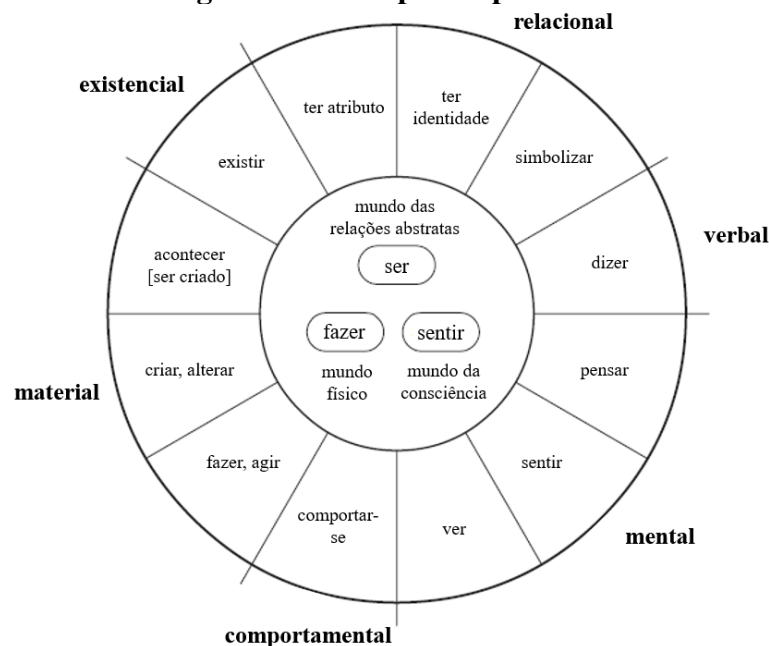 relacional
existencial
ter atributo
ter
identidade
existir
simbolizar
mundo das
relações abstratas
ser
verbal
acontecer
[ser criado]
dizer
fazer
sentir
mundo
físico
mundo da
consciência
criar, alterar
pensar
material
fazer, agir
sentir
comportar-
se
ver
mental
comportamental